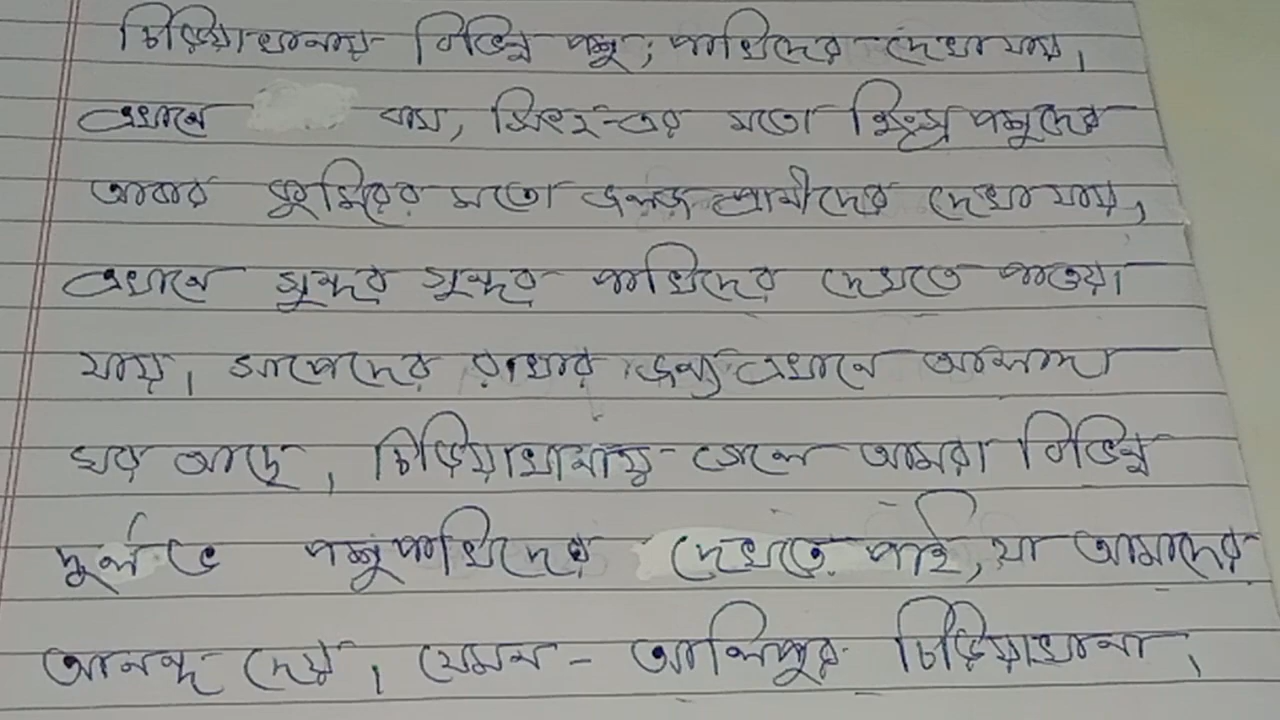 চিড়িয়াখানায় বিভিন্ন পশু, পাখিদের দেখা যায়।
এখানে বাঘ, সিংহ-এর মতো হিংস্র পশুদের
আবার কুমিরের মতো জলজ প্রাণীদের দেখা যায়,
এখানে সুন্দর সুন্দর পাখিদের দেখতে পাওয়া
যায়। সাপেদের রাখার জন্য এখানে আলাদা
ঘর আছে। চিড়িয়াখানায় গেলে আমরা বিভিন্ন
দুর্লভ পশুপাখিদের দেখতে পাই, যা আমাদের
আনন্দ দেয়। যেমন - আলিপুর চিড়িয়াখানা।